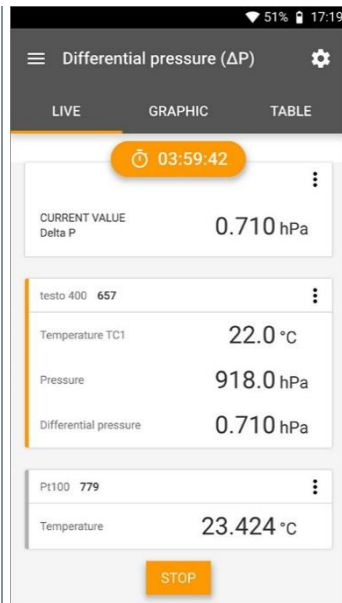 51% 17:19
Differential pressure (ΔP)
LIVE GRAPHIC TABLE
03:59:42
CURRENT VALUE
Delta P
0.710 hPa
testo 400 657
Temperature TC1 22.0 °C
Pressure 918.0 hPa
Differential pressure 0.710 hPa
Pt100 779
Temperature 23.424 °C
STOP